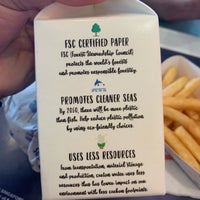 FSC CERTIFIED PAPER
FSC (Forest Stewardship Council)
protects the world's forests
and promotes responsible forestry.
PROMOTES CLEANER SEAS
By 2050, there will be more plastic
than fish. Help reduce plastic pollution
by using eco-friendly choices.
USES LESS RESOURCES
From transportation, material tonnage
and production, carton water uses less
resources that has lower impact on our
environment with less carbon footprints.